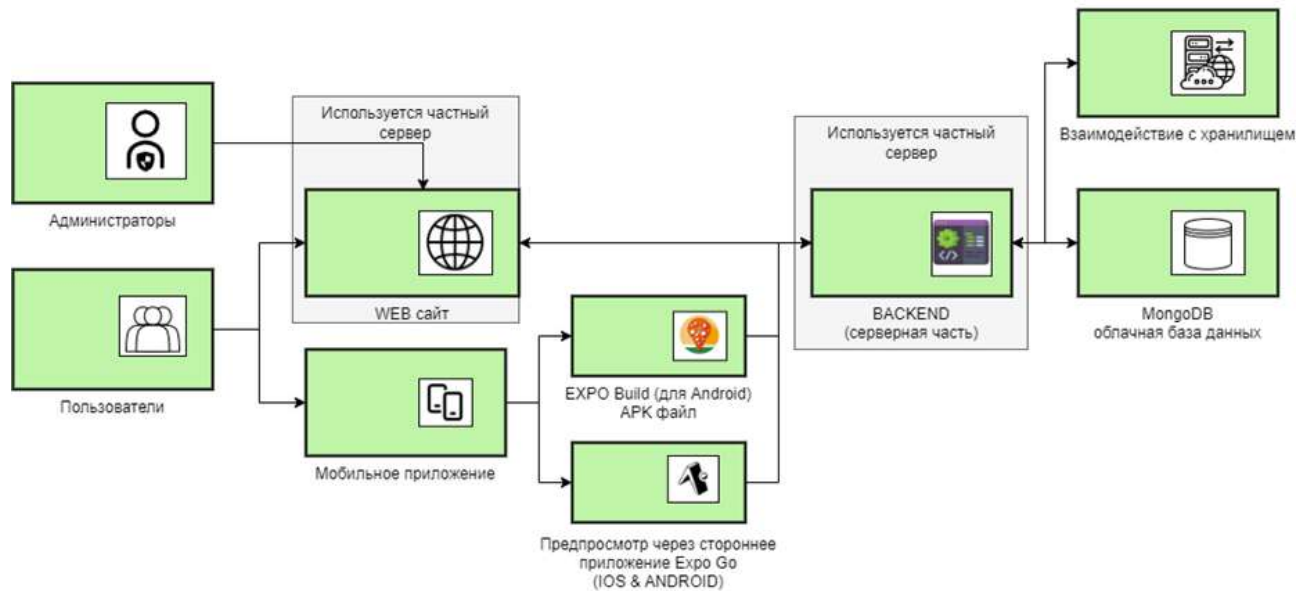 Используется частный
сервер
Администраторы
WEB сайт
Пользователи
Мобильное приложение
EXPO Build (для Android)
APK файл
Предпросмотр через стороннее
приложение Expo Go
(IOS & ANDROID)
Используется частный
сервер
BACKEND
(серверная часть)
Взаимодействие с хранилищем
MongoDB
облачная база данных